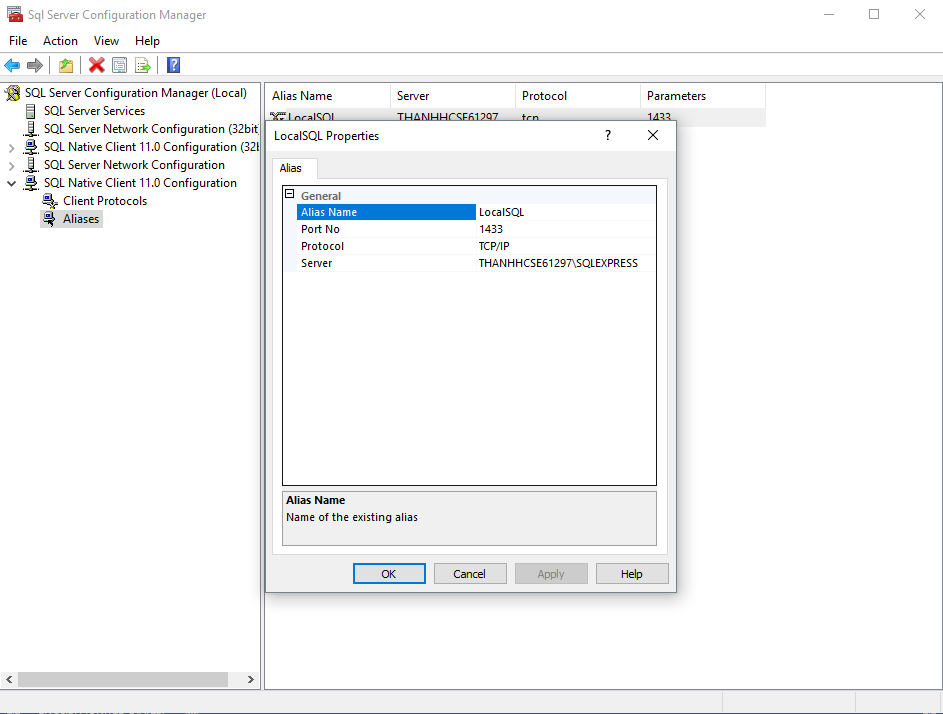 Sql Server Configuration Manager
File Action View Help
SQL Server Configuration Manager (Local)
SQL Server Services
SQL Server Network Configuration (32bit
SQL Native Client 11.0 Configuration (32b
SQL Server Network Configuration
SQL Native Client 11.0 Configuration
Client Protocols
Aliases
Alias Name Server Protocol Parameters
LocalSQL THANHHCSE61297 tcp 1433
LocalSQL Properties
Alias
General
Alias Name LocalSQL
Port No 1433
Protocol TCP/IP
Server THANHHCSE61297\SQLEXPRESS
Alias Name
Name of the existing alias
OK Cancel Apply Help